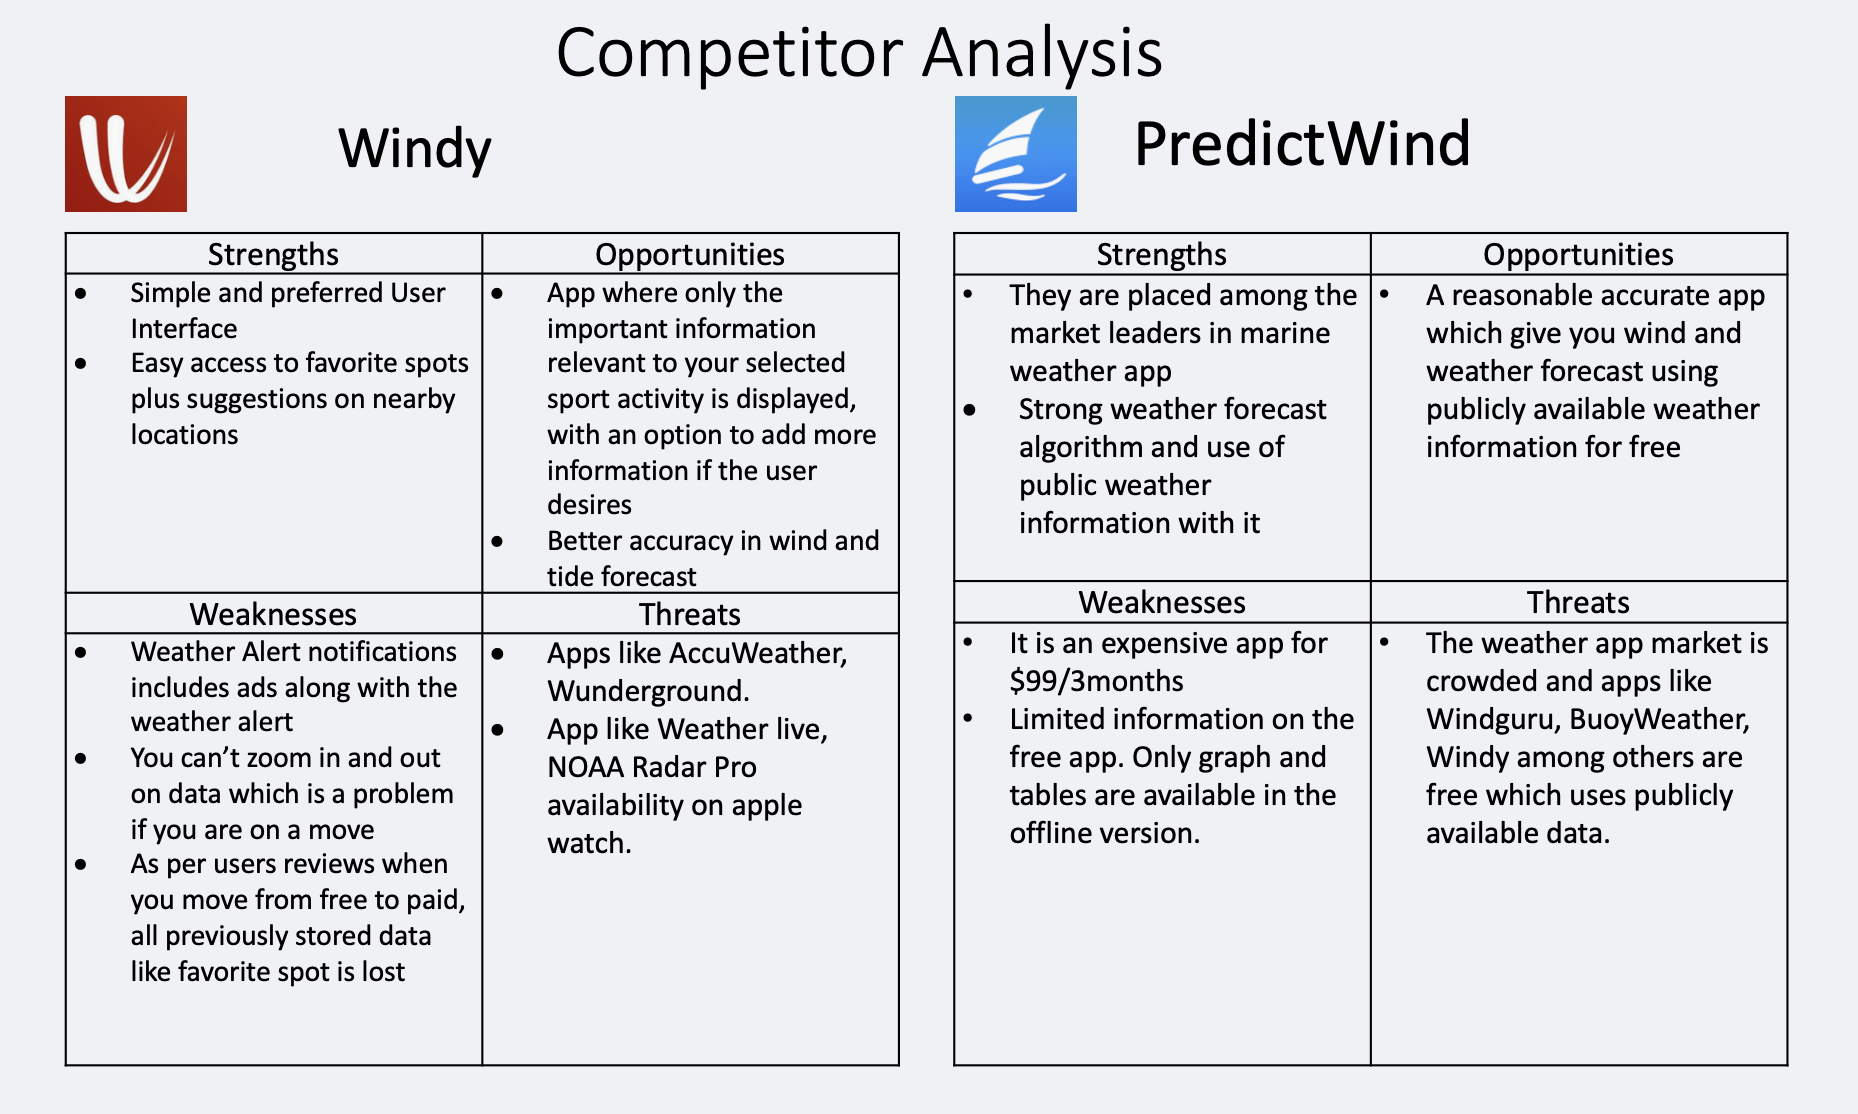 Competitor Analysis
Windy
Strengths
• Simple and preferred User
Interface
• Easy access to favorite spots
plus suggestions on nearby
locations
Opportunities
• App where only the
important information
relevant to your selected
sport activity is displayed,
with an option to add more
information if the user
desires
• Better accuracy in wind and
tide forecast
Weaknesses
• Weather Alert notifications
includes ads along with the
weather alert
• You can’t zoom in and out
on data which is a problem
if you are on a move
• As per users reviews when
you move from free to paid,
all previously stored data
like favorite spot is lost
Threats
• Apps like AccuWeather,
Wunderground.
• App like Weather live,
NOAA Radar Pro
availability on apple
watch.
PredictWind
Strengths
• They are placed among the
market leaders in marine
weather app
• Strong weather forecast
algorithm and use of
public weather
information with it
Opportunities
• A reasonable accurate app
which give you wind and
weather forecast using
publicly available weather
information for free
Weaknesses
• It is an expensive app for
$99/3months
• Limited information on the
free app. Only graph and
tables are available in the
offline version.
Threats
• The weather app market is
crowded and apps like
Windguru, BuoyWeather,
Windy among others are
free which uses publicly
available data.